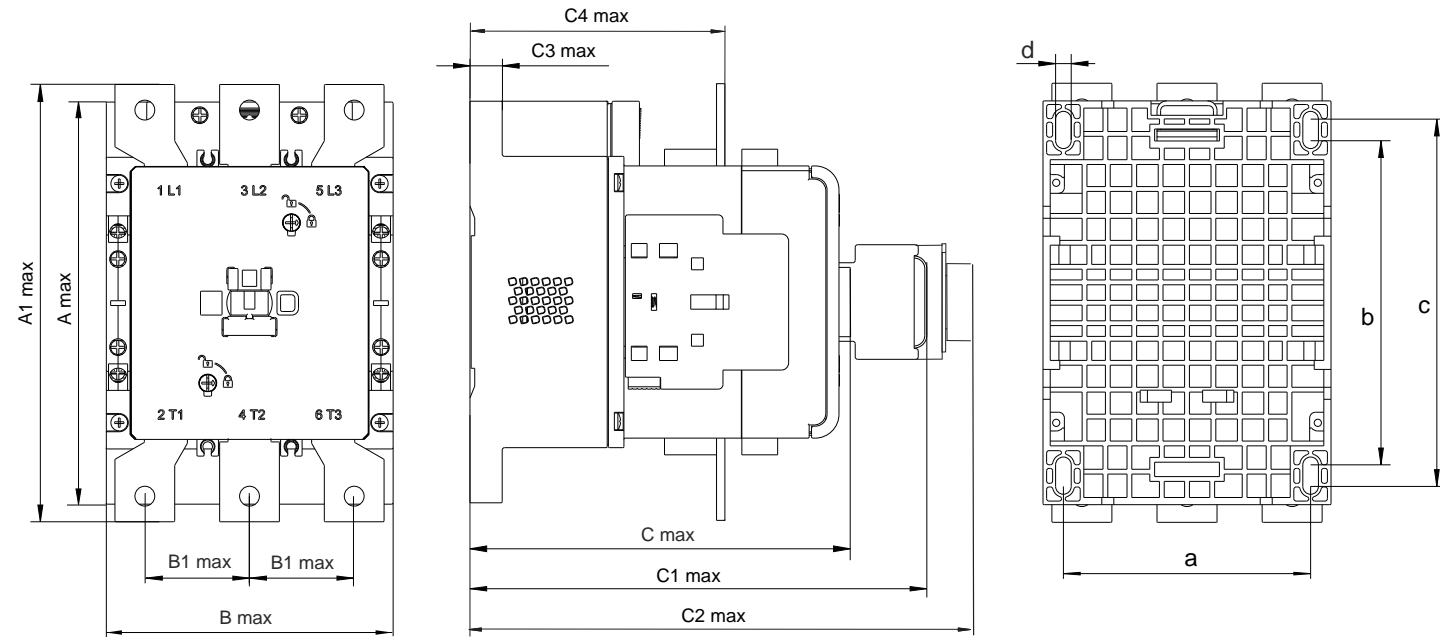 A1 max
A max
1 L1
3 L2
5 L3
2 T1
4 T2
6 T3
B1 max
B1 max
B max
C4 max
C3 max
C max
C1 max
C2 max
d
b
c
a